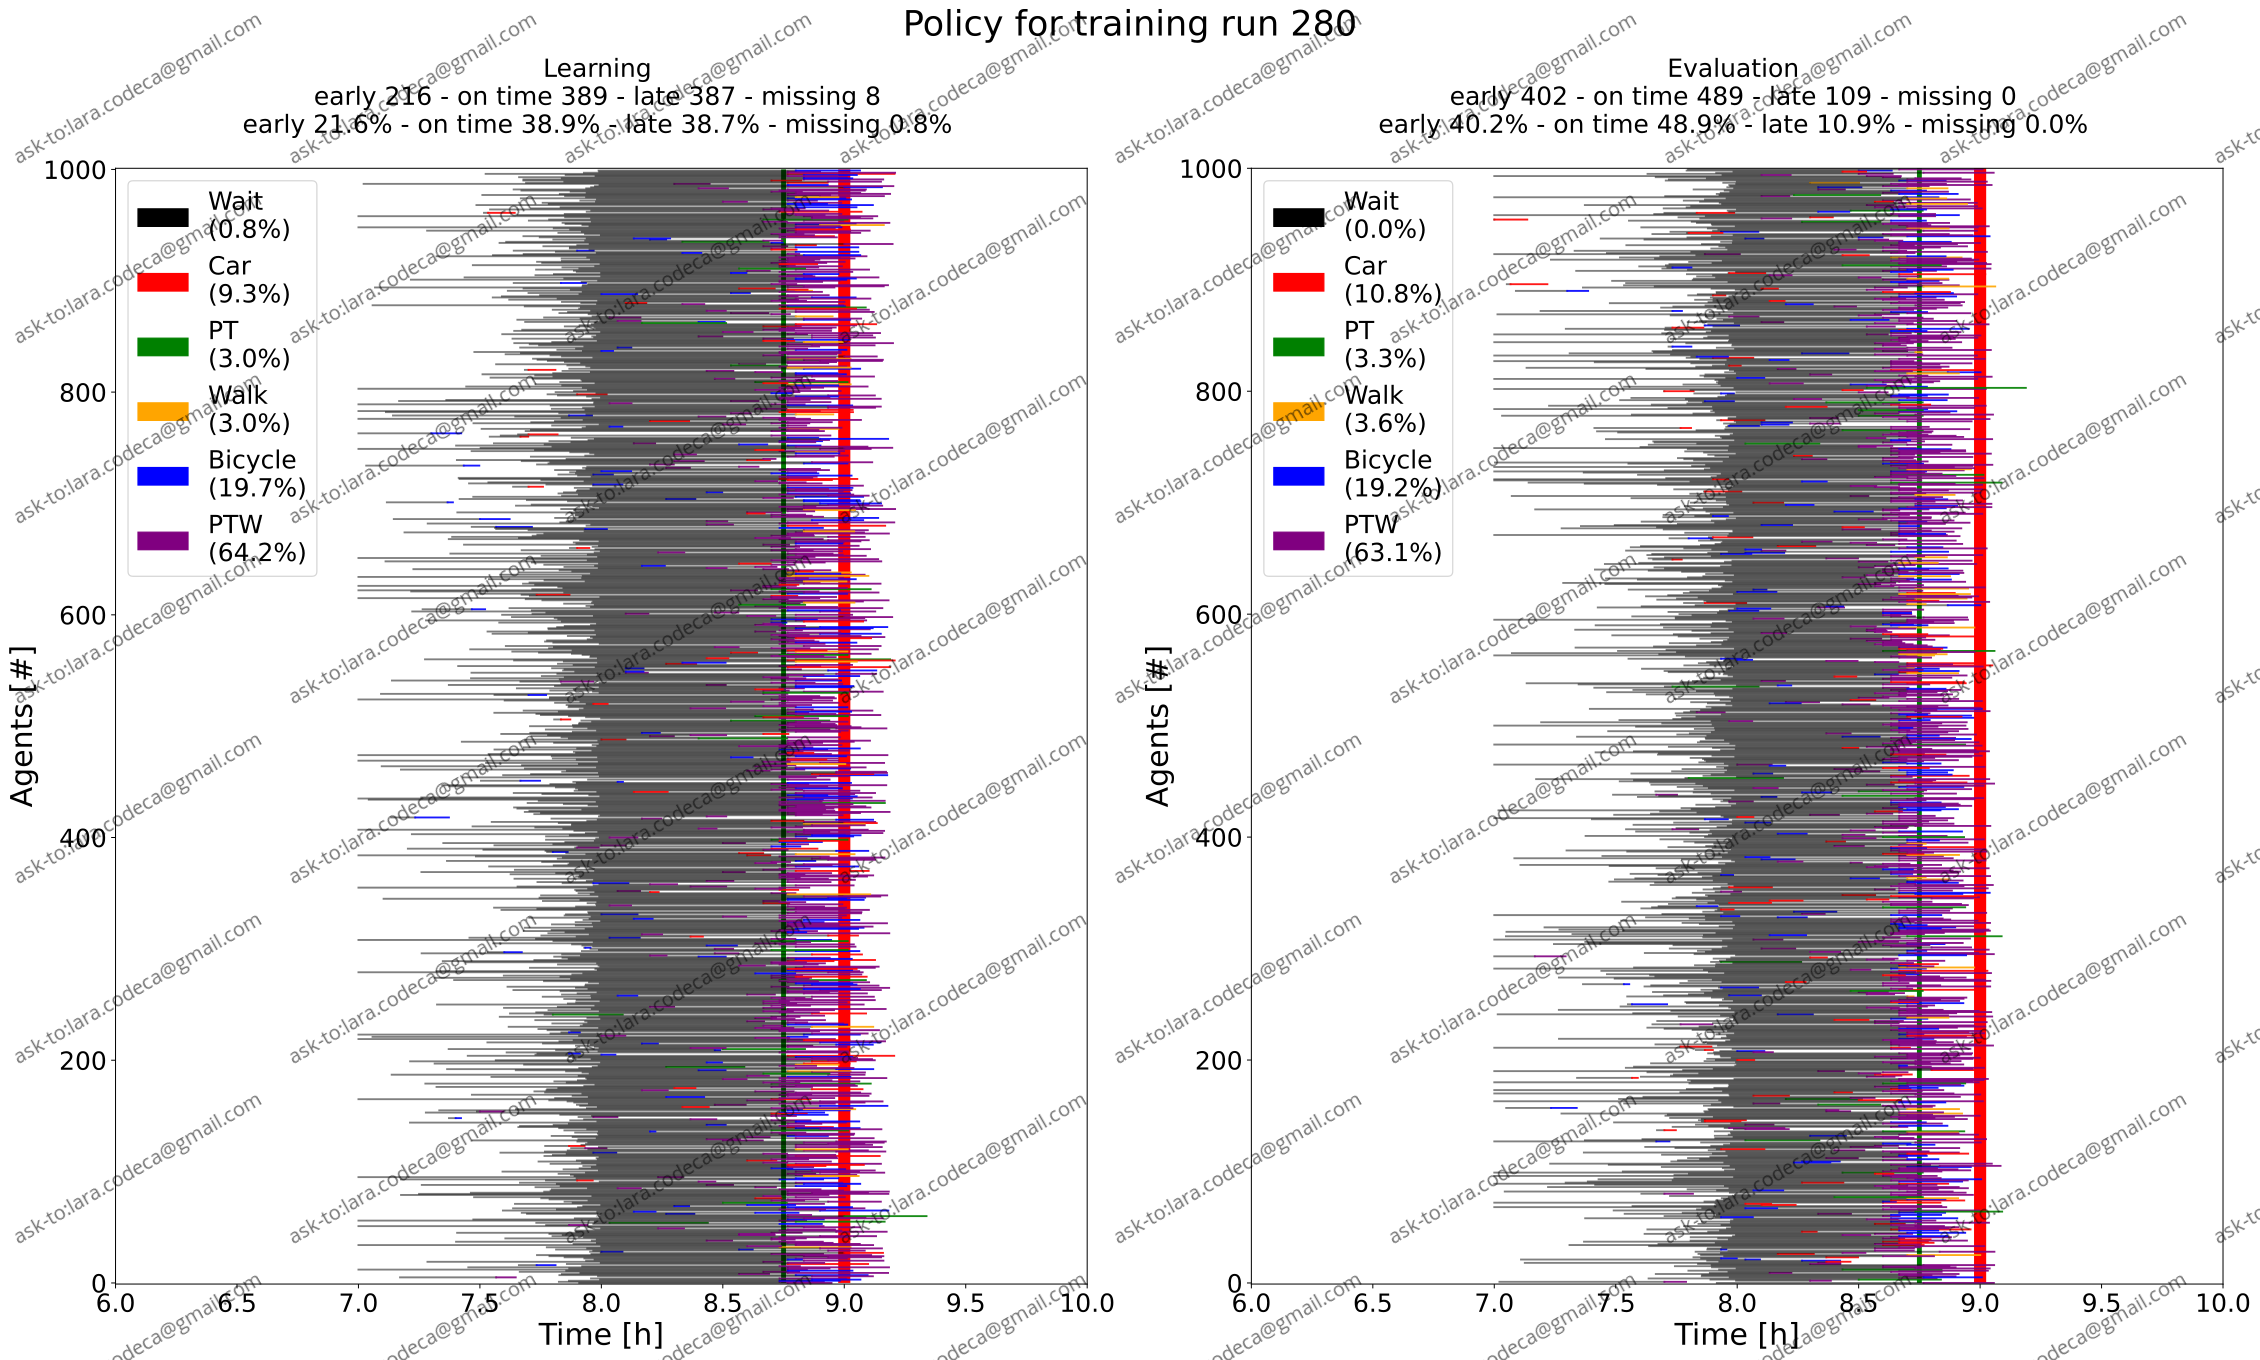 Policy for training run 280
Learning
early 216 - on time 389 - late 387 - missing 8
early 21.6% - on time 38.9% - late 38.7% - missing 0.8%
Agents [#]
1000
800
600
400
200
0
Wait
(0.8%)
Car
(9.3%)
PT
(3.0%)
Walk
(3.0%)
Bicycle
(19.7%)
PTW
(64.2%)
6.0 6.5 7.0 7.5 8.0 8.5 9.0 9.5 10.0
Time [h]
Evaluation
early 402 - on time 489 - late 109 - missing 0
early 40.2% - on time 48.9% - late 10.9% - missing 0.0%
Agents [#]
1000
800
600
400
200
0
Wait
(0.0%)
Car
(10.8%)
PT
(3.3%)
Walk
(3.6%)
Bicycle
(19.2%)
PTW
(63.1%)
6.0 6.5 7.0 7.5 8.0 8.5 9.0 9.5 10.0
Time [h]
ask-to:lara.codeca@gmail.com